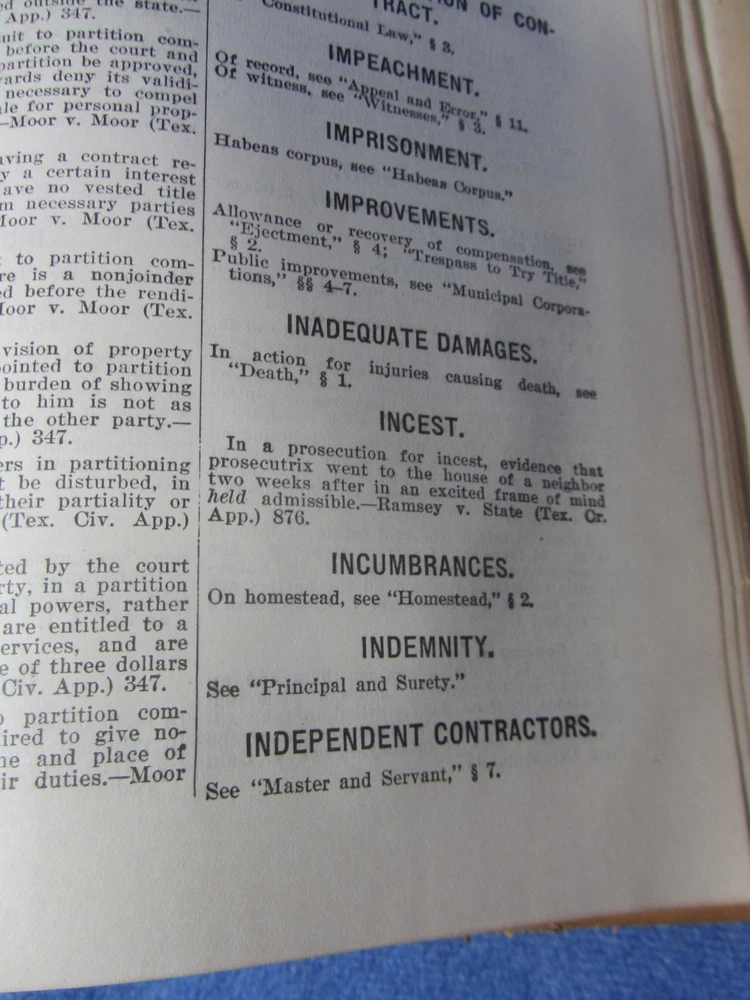 outside the state.—
App.) 347.
uit to partition com-
before the court and
partition be approved,
ards deny its validi-
necessary to compel
le for personal prop-
—Moor v. Moor (Tex.
aving a contract re-
y a certain interest
ave no vested title
m necessary parties
Moor v. Moor (Tex.
to partition com-
re is a nonjoinder
ed before the rendi-
Moor v. Moor (Tex.
vision of property
ointed to partition
burden of showing
to him is not as
the other party.—
p.) 347.
ers in partitioning
t be disturbed, in
their partiality or
(Tex. Civ. App.)
ted by the court
rty, in a partition
al powers, rather
are entitled to a
ervices, and are
e of three dollars
Civ. App.) 347.
o partition com-
ired to give no-
ne and place of
ir duties.—Moor
ON OF CON-
TRACT.
Constitutional Law," § 3.
IMPEACHMENT.
Of record, see "Appeal and Error," § 11.
Of witness, see "Witnesses," § 3.
IMPRISONMENT.
Habeas corpus, see "Habeas Corpus."
IMPROVEMENTS.
Allowance or recovery of compensation, see
"Ejectment," § 4; "Trespass to Try Title,"
§ 2.
Public improvements, see "Municipal Corpora-
tions," §§ 4–7.
INADEQUATE DAMAGES.
In action for injuries causing death, see
"Death," § 1.
INCEST.
In a prosecution for incest, evidence that
prosecutrix went to the house of a neighbor
two weeks after in an excited frame of mind
held admissible.—Ramsey v. State (Tex. Cr.
App.) 876.
INCUMBRANCES.
On homestead, see "Homestead," § 2.
INDEMNITY.
See "Principal and Surety."
INDEPENDENT CONTRACTORS.
See "Master and Servant," § 7.